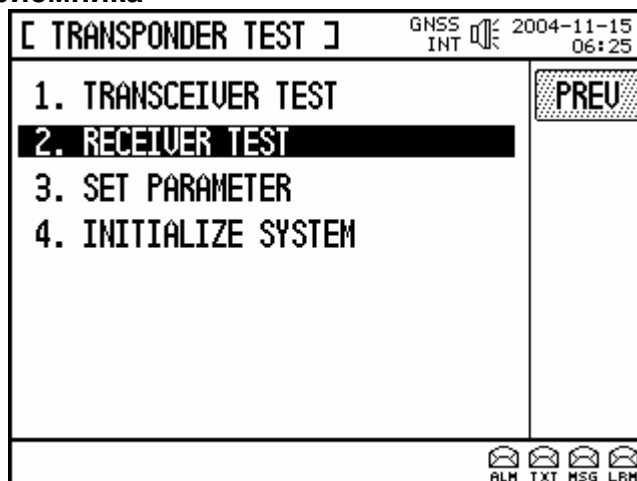 [ TRANSPONDER TEST ] GNSS INT 2004-11-15 06:25
1. TRANSCEIVER TEST
PREV
2. RECEIVER TEST
3. SET PARAMETER
4. INITIALIZE SYSTEM
ALM TXT MSG LRM